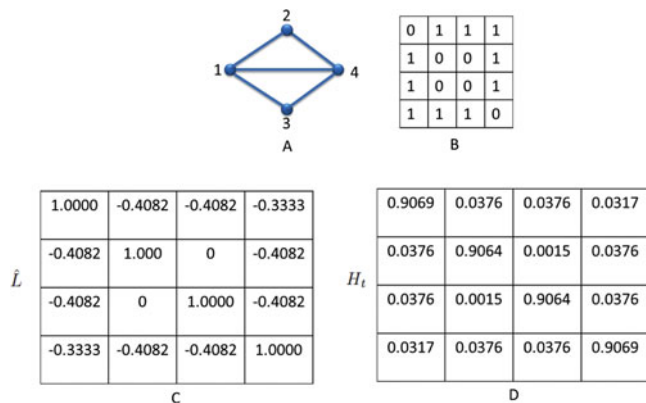 2
1
4
3
A
0 1 1 1
1 0 0 1
1 0 0 1
1 1 1 0
B
L̂
1.0000 -0.4082 -0.4082 -0.3333
-0.4082 1.000 0 -0.4082
-0.4082 0 1.0000 -0.4082
-0.3333 -0.4082 -0.4082 1.0000
C
Hₜ
0.9069 0.0376 0.0376 0.0317
0.0376 0.9064 0.0015 0.0376
0.0376 0.0015 0.9064 0.0376
0.0317 0.0376 0.0376 0.9069
D